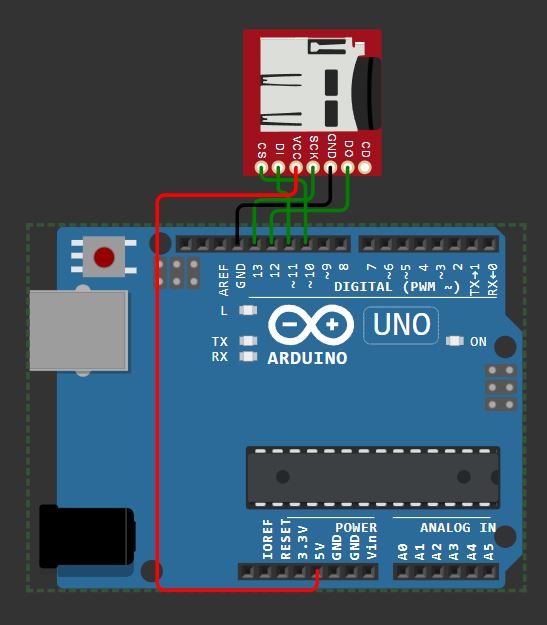 CS DI VCC SCK GND DO CD
AREF GND 13 12 ~11 ~10 ~9 8 7 ~6 ~5 4 ~3 2 TX→1 RX←0
DIGITAL (PWM ~)
L
UNO
TX
ON
RX
ARDUINO
POWER
ANALOG IN
IOREF RESET 3.3V 5V GND GND Vin A0 A1 A2 A3 A4 A5